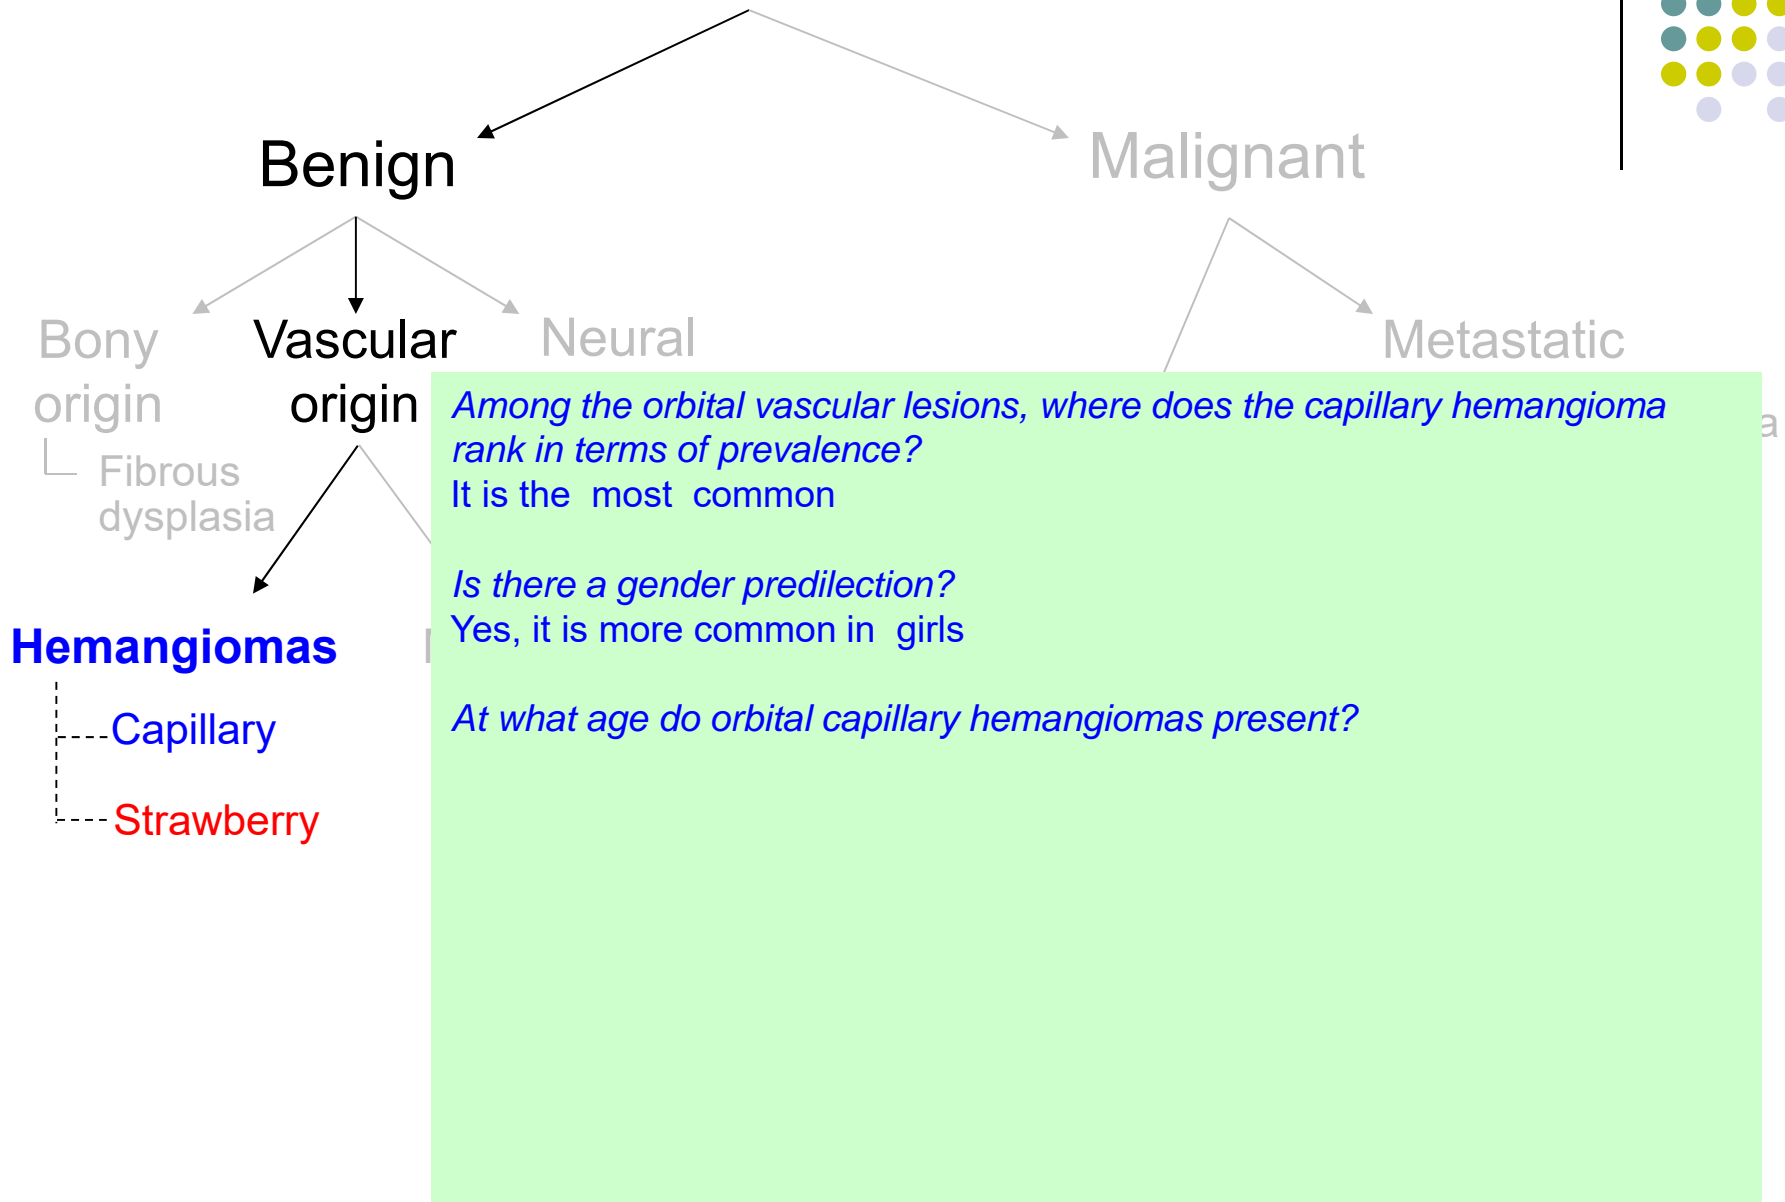 Benign
Malignant
Bony
origin
Fibrous
dysplasia
Vascular
origin
Neural
Metastatic
Hemangiomas
Capillary
Strawberry
Among the orbital vascular lesions, where does the capillary hemangioma
rank in terms of prevalence?
It is the most common
Is there a gender predilection?
Yes, it is more common in girls
At what age do orbital capillary hemangiomas present?